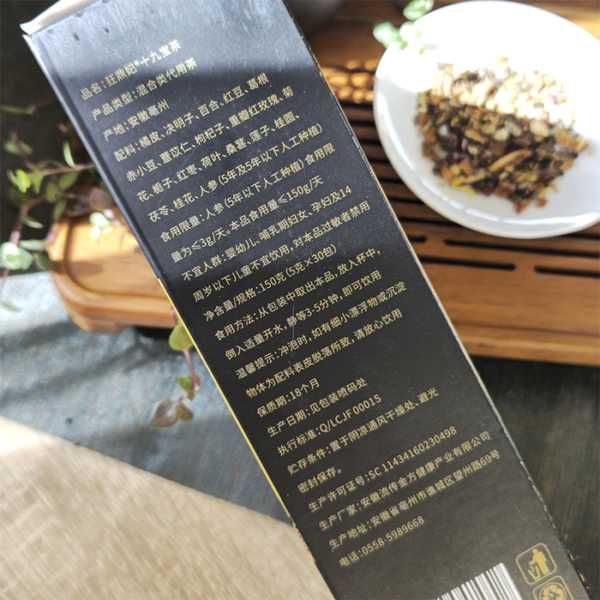 品名:狂鼎妃®十九堂茶
产品类型:混合类代用茶
产地:安徽亳州
配料:橘皮、决明子、百合、红豆、葛根
赤小豆、薏苡仁、枸杞子、重瓣红玫瑰、菊
花、栀子、红枣、荷叶、桑葚、莲子、桂圆、
茯苓、桂花、人参(5年及5年以下人工种植)
食用限量:人参(5年以下人工种植)食用限
量为≤3g/天。本品食用量≤150g/天
不宜人群:婴幼儿、哺乳期妇女、孕妇及14
周岁以下儿童不宜饮用,对本品过敏者禁用
净含量/规格:150克(5克×30包)
食用方法:从包装中取出本品,放入杯中,
倒入适量开水,静等3-5分钟,即可饮用
温馨提示:冲泡时,如有细小漂浮物或沉淀
物体为配料表皮脱落所致,请放心饮用
保质期:18个月
生产日期:见包装喷码处
执行标准:Q/LCJF 0001S
贮存条件:置于阴凉通风干燥处、避光
密封保存。
生产许可证号:SC 11434160230498
生产厂家:安徽流传金方健康产业有限公司
生产地址:安徽省亳州市谯城区望州路69号
电话:0558-5989668